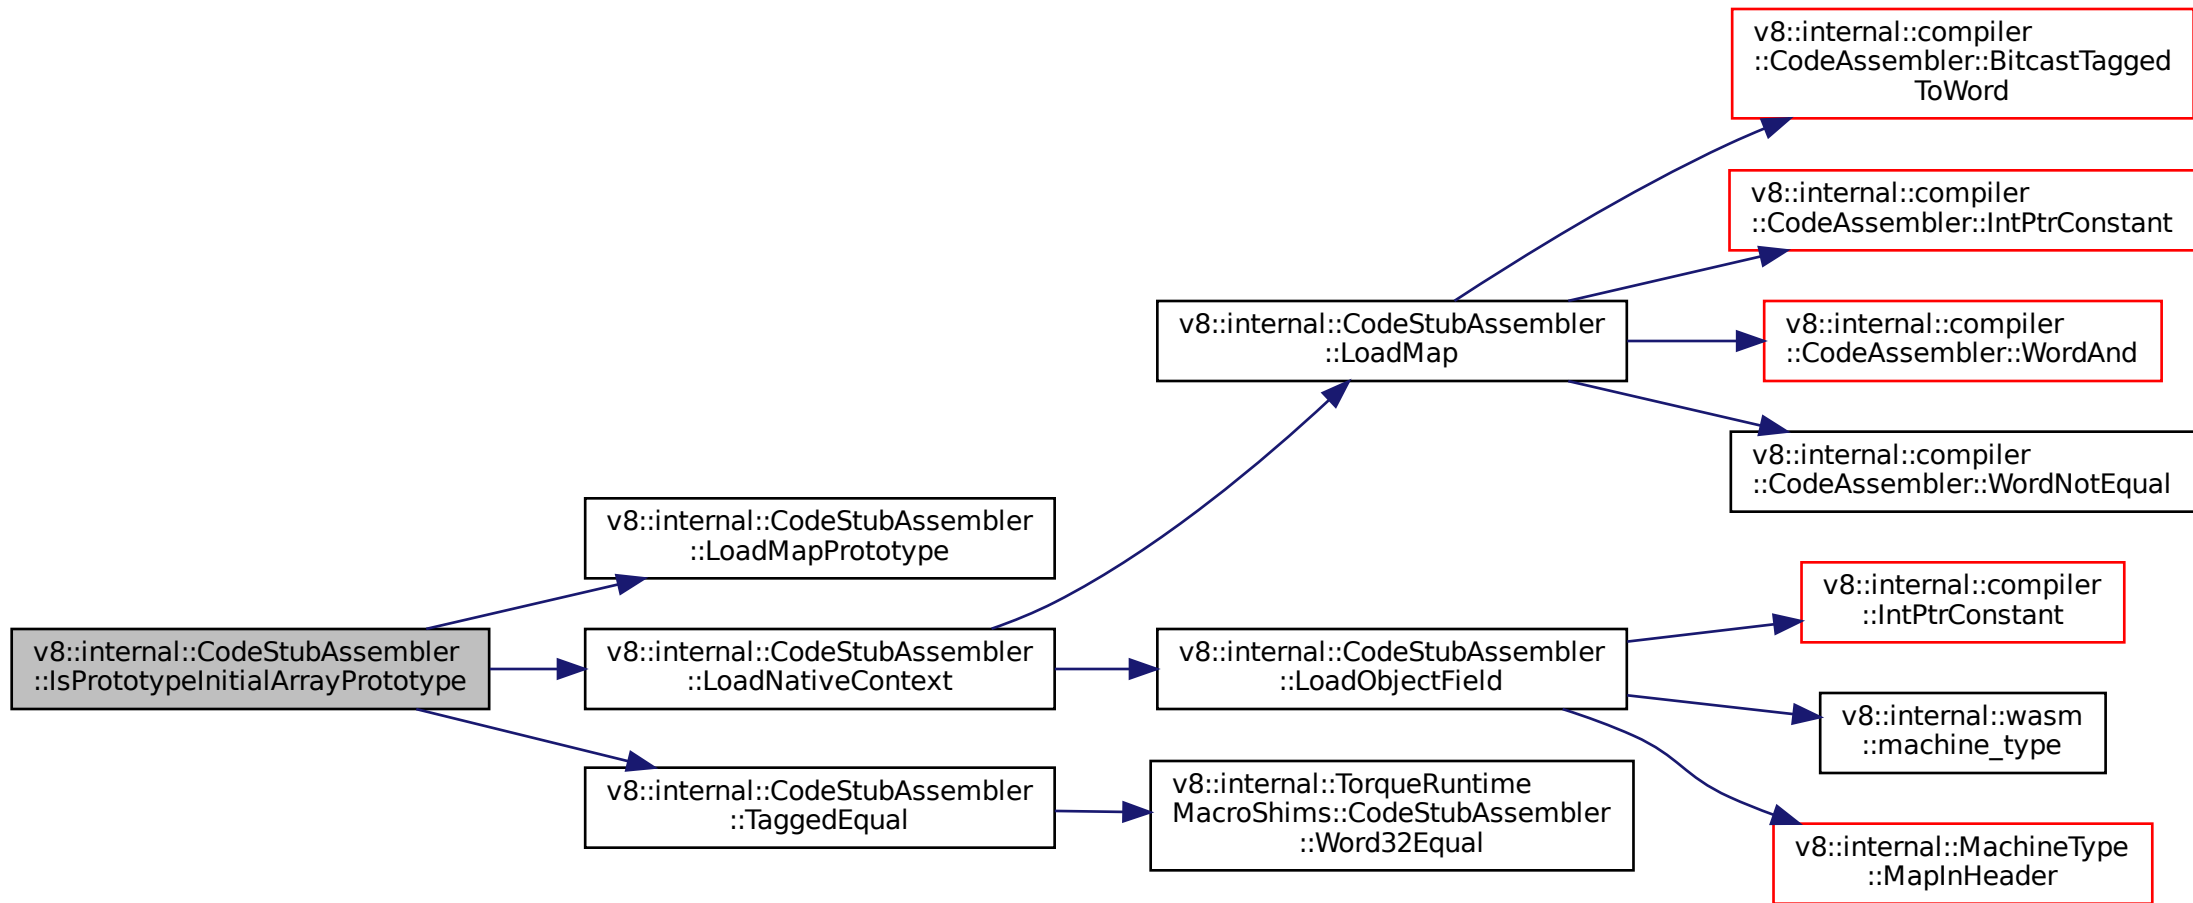 v8::internal::compiler
::CodeAssembler::BitcastTagged
ToWord
v8::internal::compiler
::CodeAssembler::IntPtrConstant
v8::internal::CodeStubAssembler
::LoadMap
v8::internal::compiler
::CodeAssembler::WordAnd
v8::internal::compiler
::CodeAssembler::WordNotEqual
v8::internal::CodeStubAssembler
::LoadMapPrototype
v8::internal::compiler
::IntPtrConstant
v8::internal::CodeStubAssembler
::IsPrototypeInitialArrayPrototype
v8::internal::CodeStubAssembler
::LoadNativeContext
v8::internal::CodeStubAssembler
::LoadObjectField
v8::internal::wasm
::machine_type
v8::internal::CodeStubAssembler
::TaggedEqual
v8::internal::TorqueRuntime
MacroShims::CodeStubAssembler
::Word32Equal
v8::internal::MachineType
::MapInHeader